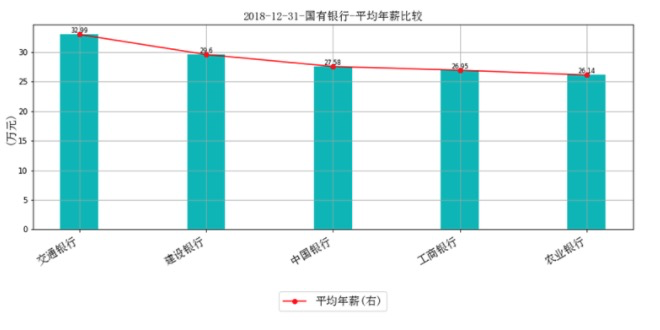 2018-12-31-国有银行-平均年薪比较
(万元)
30
25
20
15
10
5
0
32.99
29.6
27.58
26.95
26.14
交通银行
建设银行
中国银行
工商银行
农业银行
平均年薪(右)